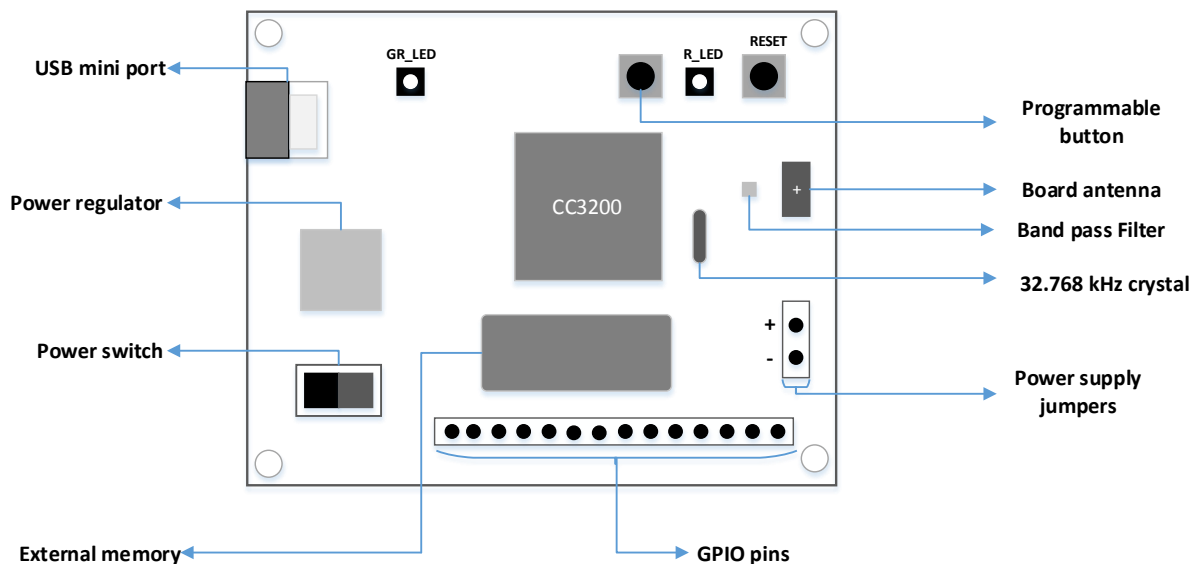 GR_LED
R_LED
RESET
USB mini port
Programmable
button
Power regulator
CC3200
+
Board antenna
Band pass Filter
32.768 kHz crystal
+
-
Power switch
Power supply
jumpers
External memory
GPIO pins